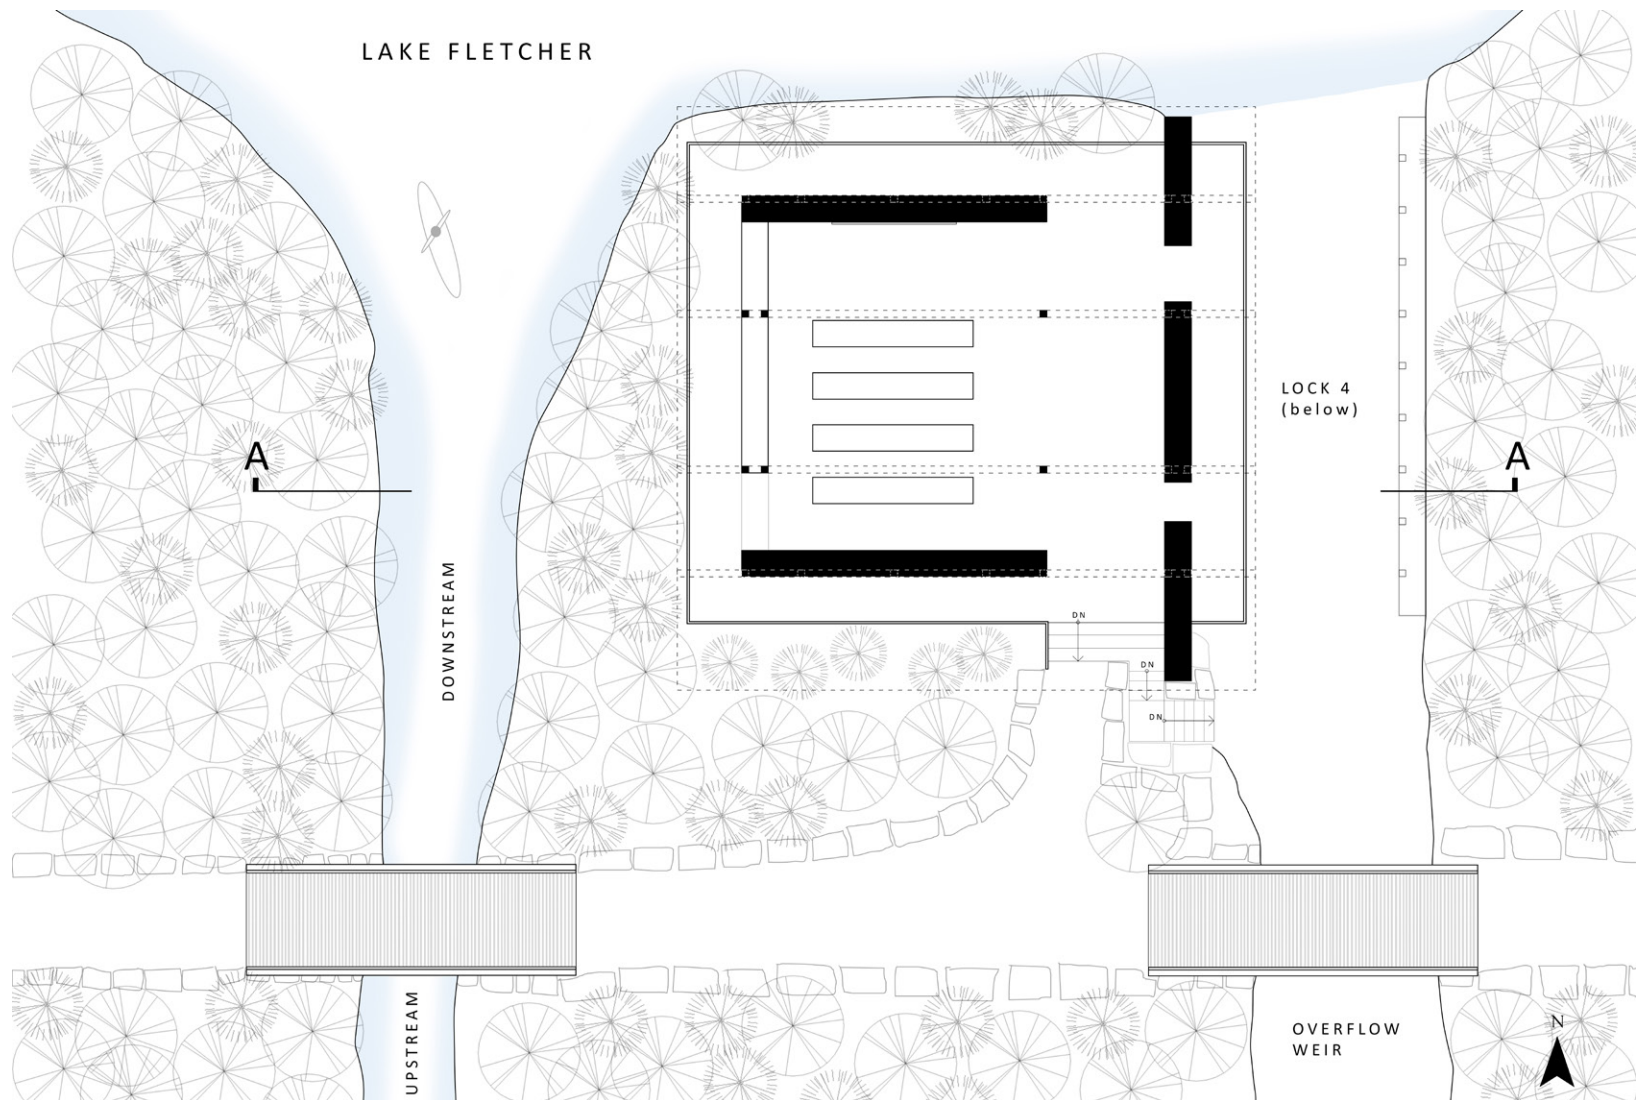 LAKE FLETCHER
LOCK 4
(below)
A
A
DOWNSTREAM
DN
DN
DN
UPSTREAM
OVERFLOW
WEIR
N